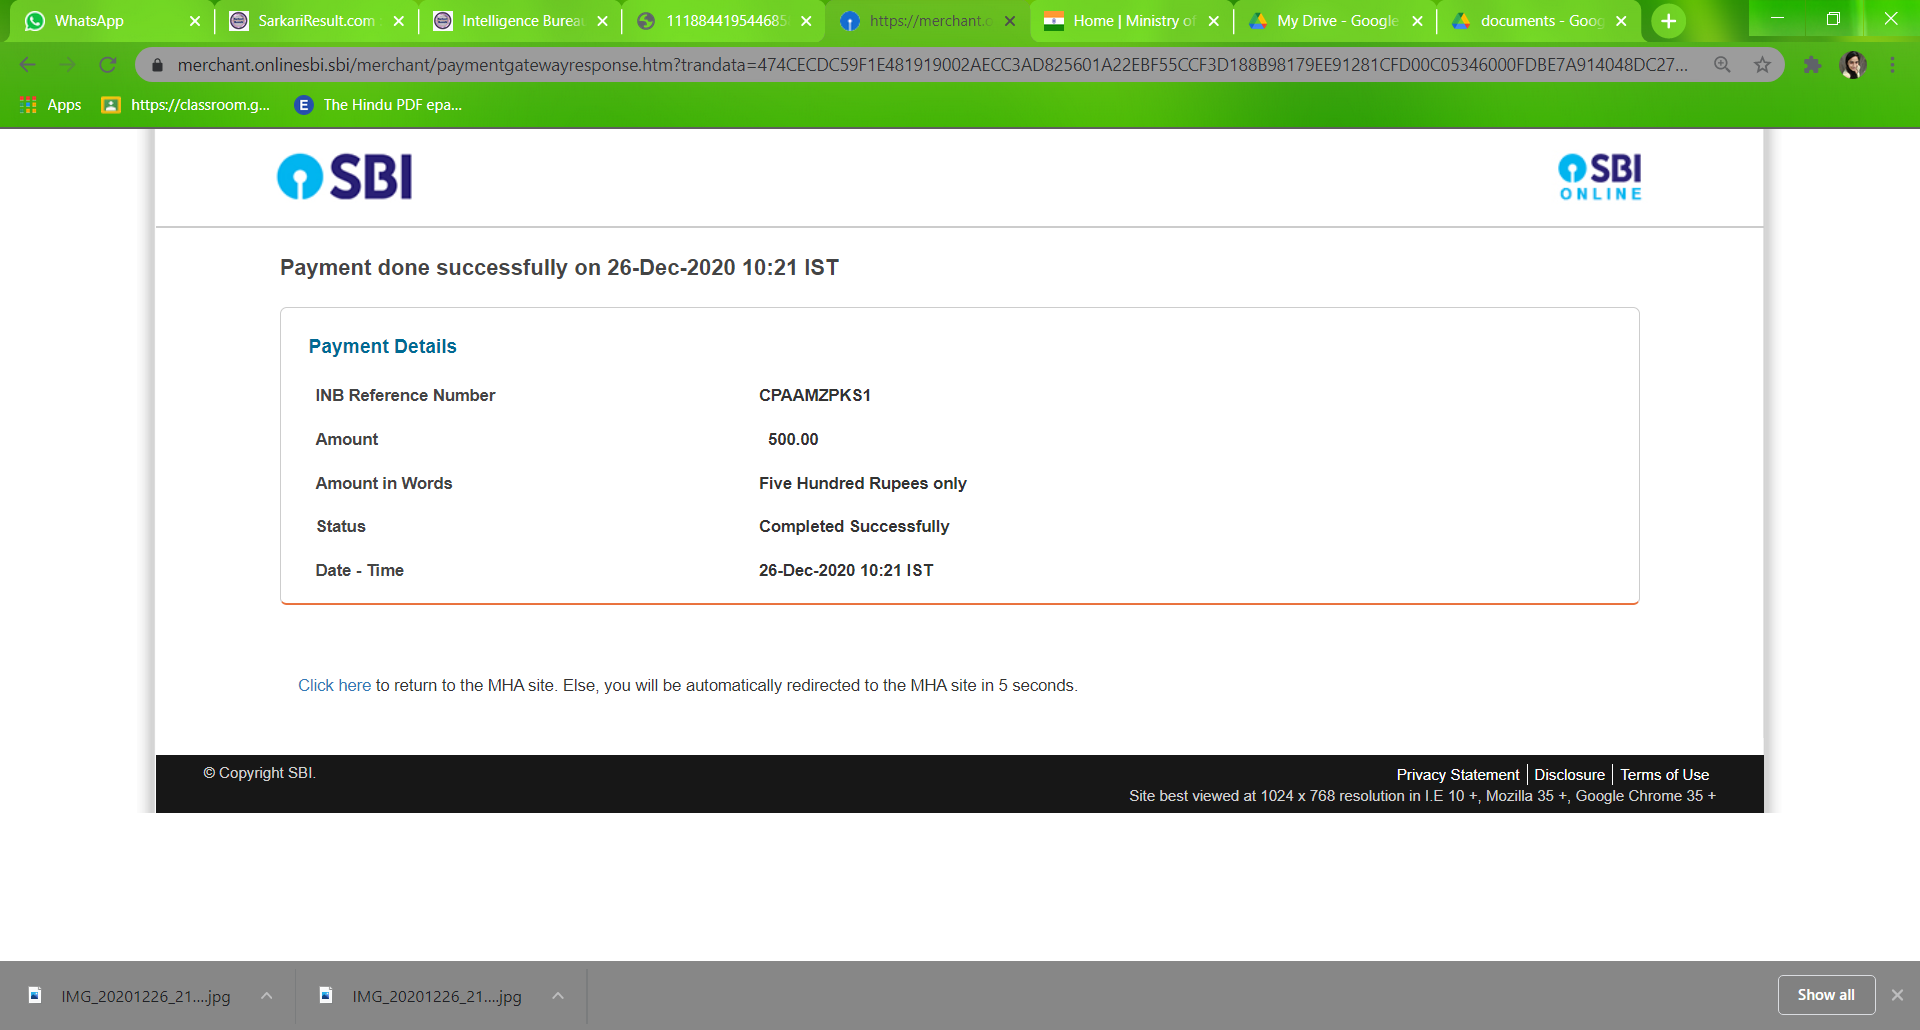 WhatsApp
SarkariResult.com
Intelligence Bureau
11188441954468
https://merchant.o
Home | Ministry of
My Drive - Google
documents - Goog
merchant.onlinesbi.sbi/merchant/paymentgatewayresponse.htm?trandata=474CECDC59F1E481919002AECC3AD825601A22EBF55CCF3D188B98179EE91281CFD00C05346000FDBE7A914048DC27...
Apps
https://classroom.g...
E The Hindu PDF epa...
SBI
SBI
ONLINE
Payment done successfully on 26-Dec-2020 10:21 IST
Payment Details
INB Reference Number CPAAMZPKS1
Amount 500.00
Amount in Words Five Hundred Rupees only
Status Completed Successfully
Date - Time 26-Dec-2020 10:21 IST
Click here to return to the MHA site. Else, you will be automatically redirected to the MHA site in 5 seconds.
© Copyright SBI.
Privacy Statement | Disclosure | Terms of Use
Site best viewed at 1024 x 768 resolution in I.E 10 +, Mozilla 35 +, Google Chrome 35 +
IMG_20201226_21....jpg
IMG_20201226_21....jpg
Show all